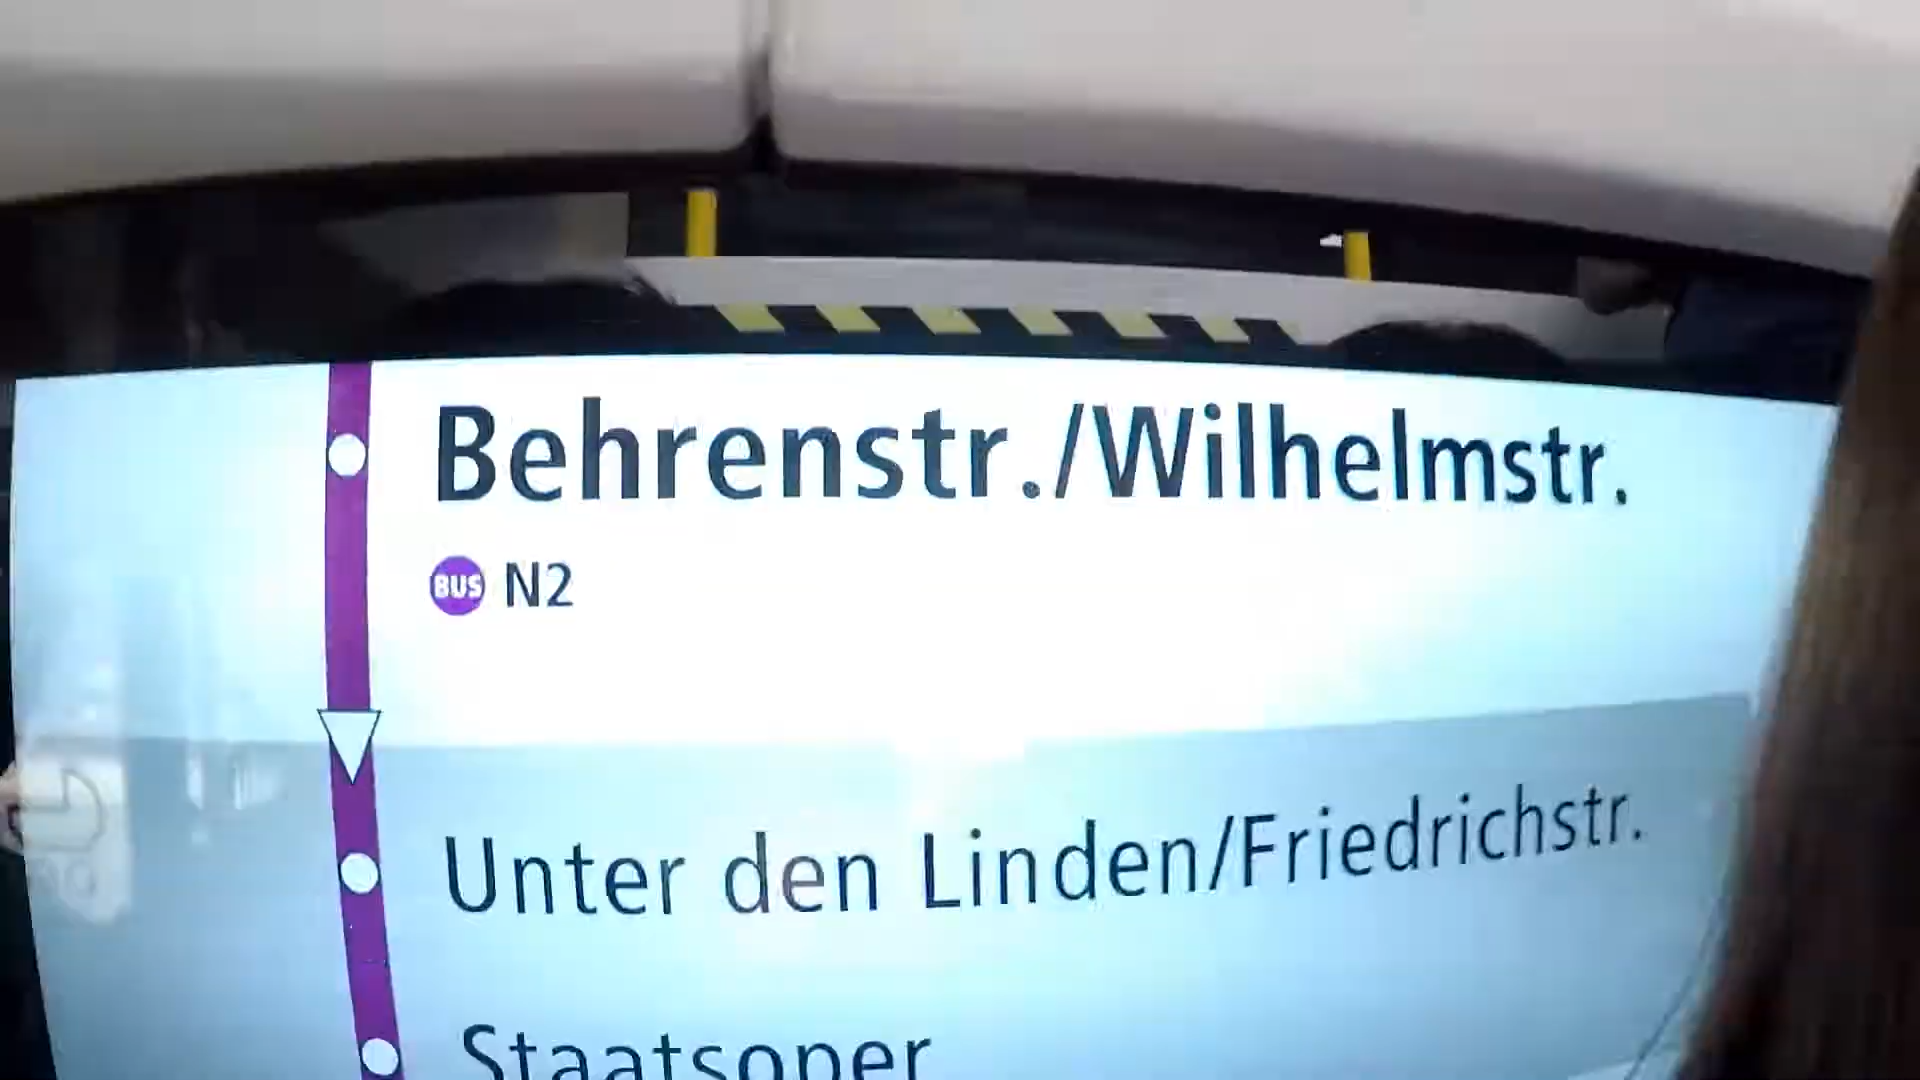 Behrenstr./Wilhelmstr.
BUS N2
Unter den Linden/Friedrichstr.
Staatsoper